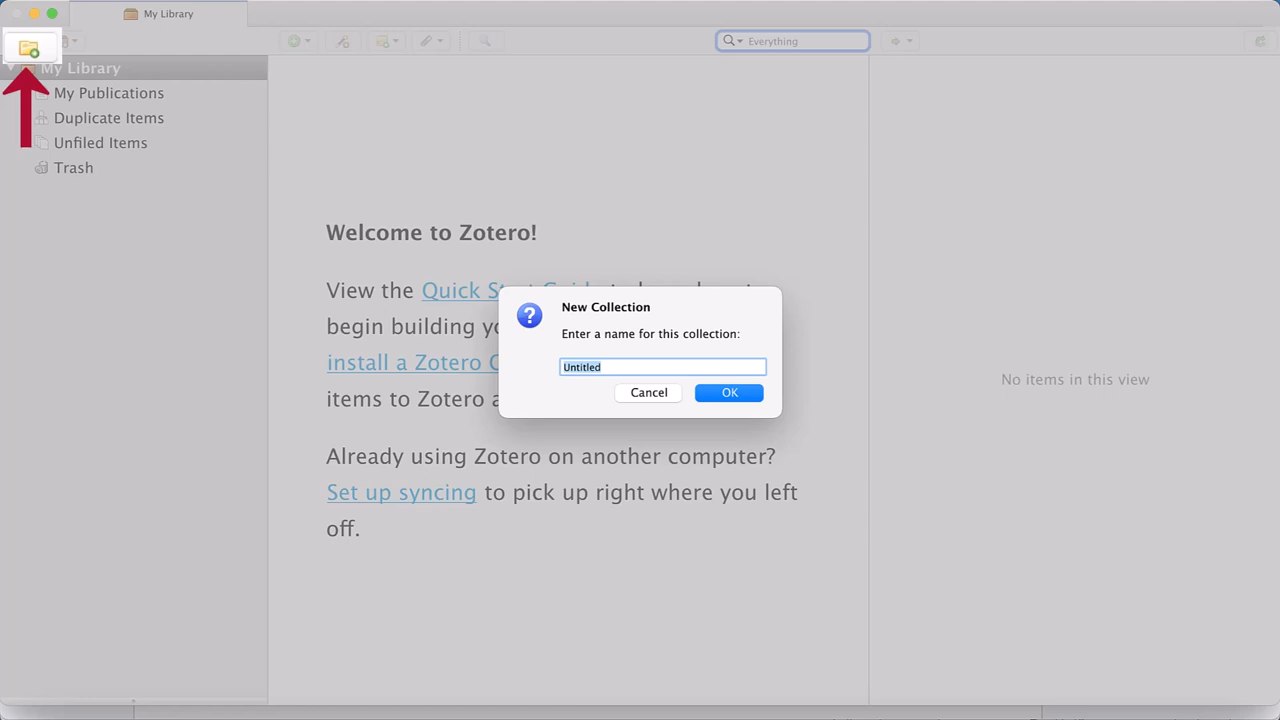 My Library
Everything
My Library
My Publications
Duplicate Items
Unfiled Items
Trash
Welcome to Zotero!
View the Quick
begin building
install a Zotero
items to Zotero
Already using Zotero on another computer?
Set up syncing to pick up right where you left
off.
New Collection
Enter a name for this collection:
Untitled
Cancel
OK
No items in this view